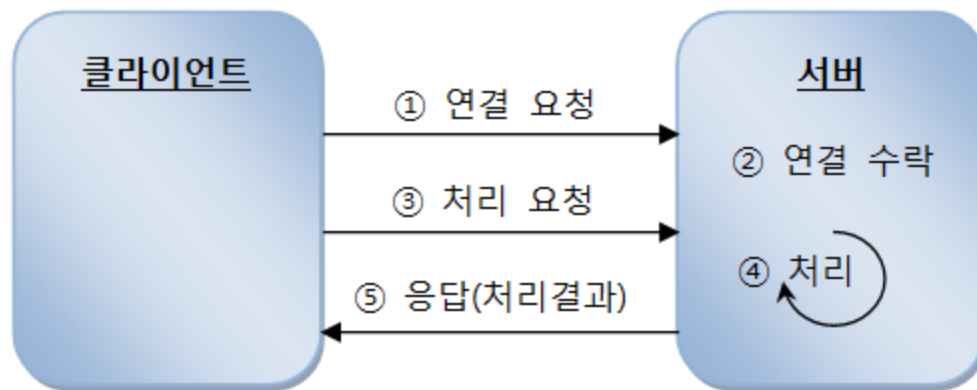 클라이언트
서버
① 연결 요청
② 연결 수락
③ 처리 요청
④ 처리
⑤ 응답(처리결과)